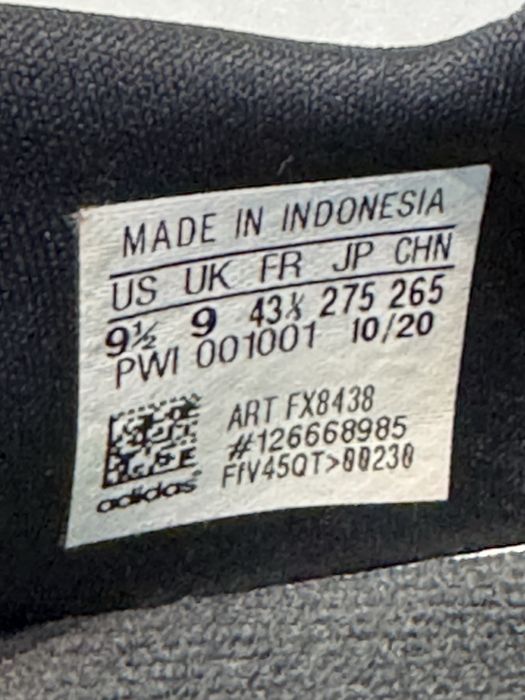 MADE IN INDONESIA
US UK FR JP CHN
9½ 9 43⅓ 275 265
PWI 001001 10/20
ART FX8438
#126668985
FfV45QT>00230
adidas